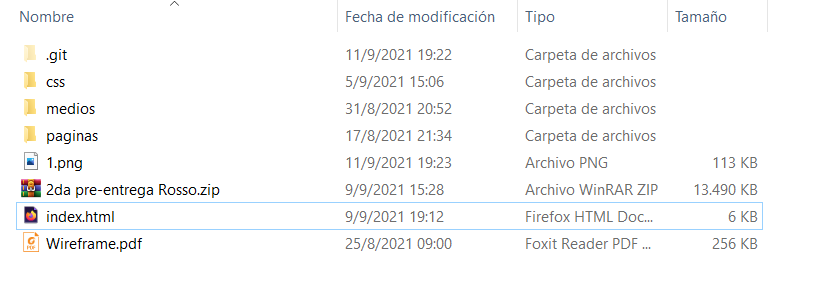 Nombre Fecha de modificación Tipo Tamaño
.git 11/9/2021 19:22 Carpeta de archivos
css 5/9/2021 15:06 Carpeta de archivos
medios 31/8/2021 20:52 Carpeta de archivos
paginas 17/8/2021 21:34 Carpeta de archivos
1.png 11/9/2021 19:23 Archivo PNG 113 KB
2da pre-entrega Rosso.zip 9/9/2021 15:28 Archivo WinRAR ZIP 13.490 KB
index.html 9/9/2021 19:12 Firefox HTML Doc... 6 KB
Wireframe.pdf 25/8/2021 09:00 Foxit Reader PDF ... 256 KB